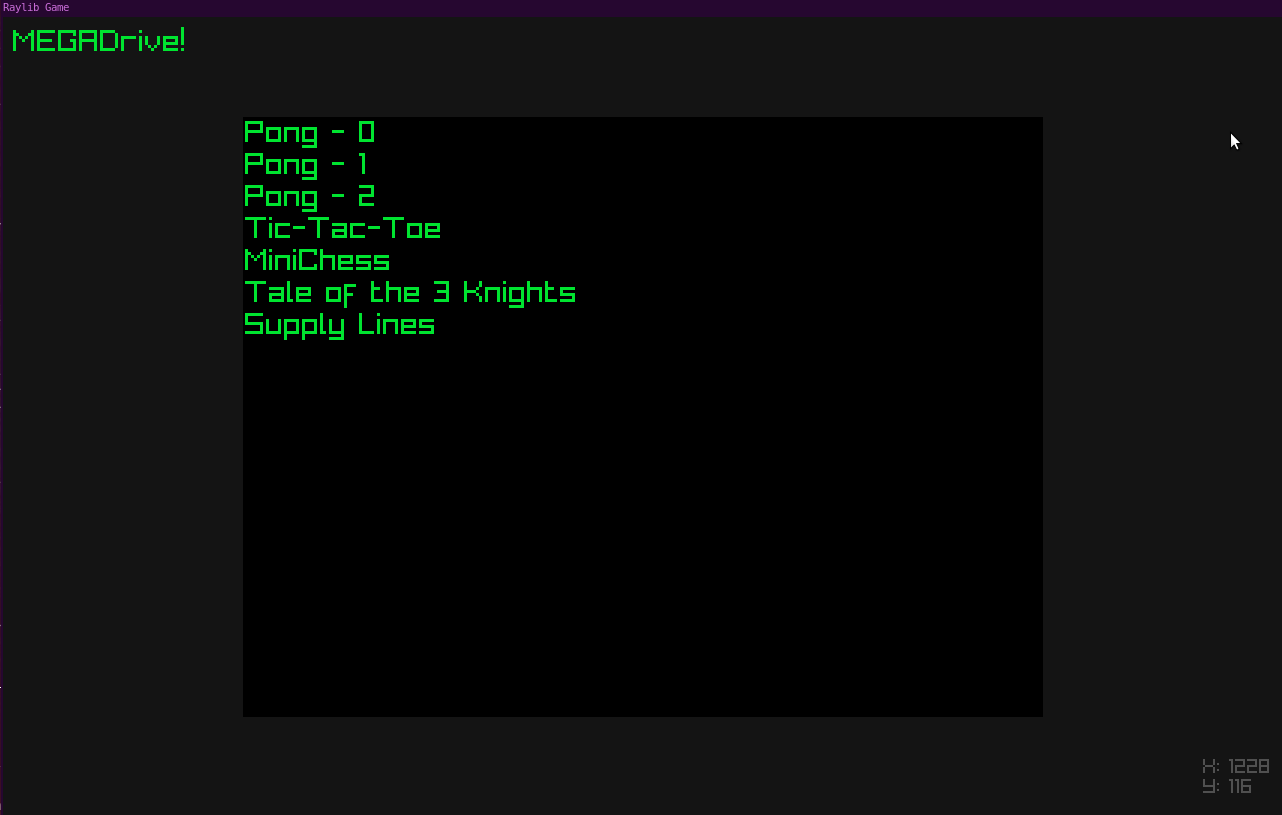 Raylib Game
MEGADrive!
Pong - 0
Pong - 1
Pong - 2
Tic-Tac-Toe
MiniChess
Tale of the 3 Knights
Supply Lines
X: 1228
Y: 116